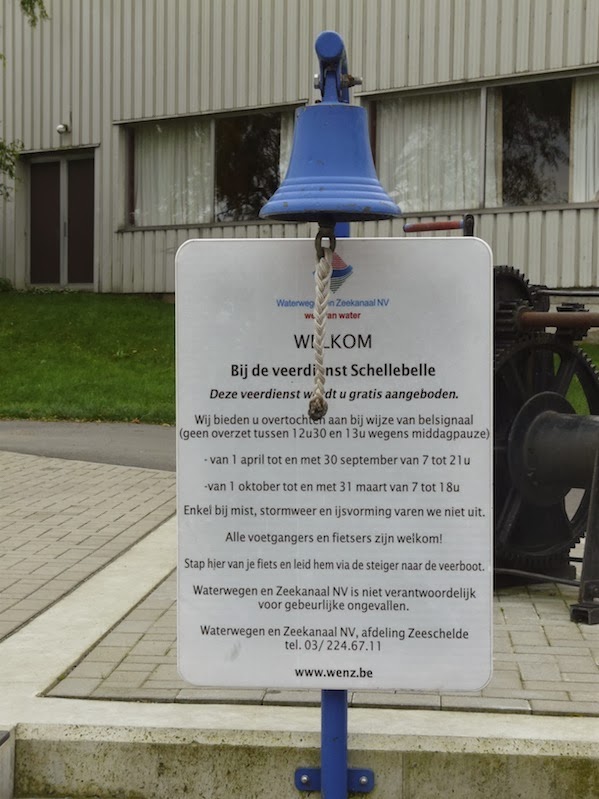 Waterwegen en Zeekanaal NV
van water
WELKOM
Bij de veerdienst Schellebelle
Deze veerdienst wordt u gratis aangeboden.
Wij bieden u overtochten aan bij wijze van belsignaal
(geen overzet tussen 12u30 en 13u wegens middagpauze)
- van 1 april tot en met 30 september van 7 tot 21u
-van 1 oktober tot en met 31 maart van 7 tot 18u
Enkel bij mist, stormweer en ijsvorming varen we niet uit.
Alle voetgangers en fietsers zijn welkom!
Stap hier van je fiets en leid hem via de steiger naar de veerboot.
Waterwegen en Zeekanaal NV is niet verantwoordelijk
voor gebeurlijke ongevallen.
Waterwegen en Zeekanaal NV, afdeling Zeeschelde
tel. 03/ 224.67.11
www.wenz.be